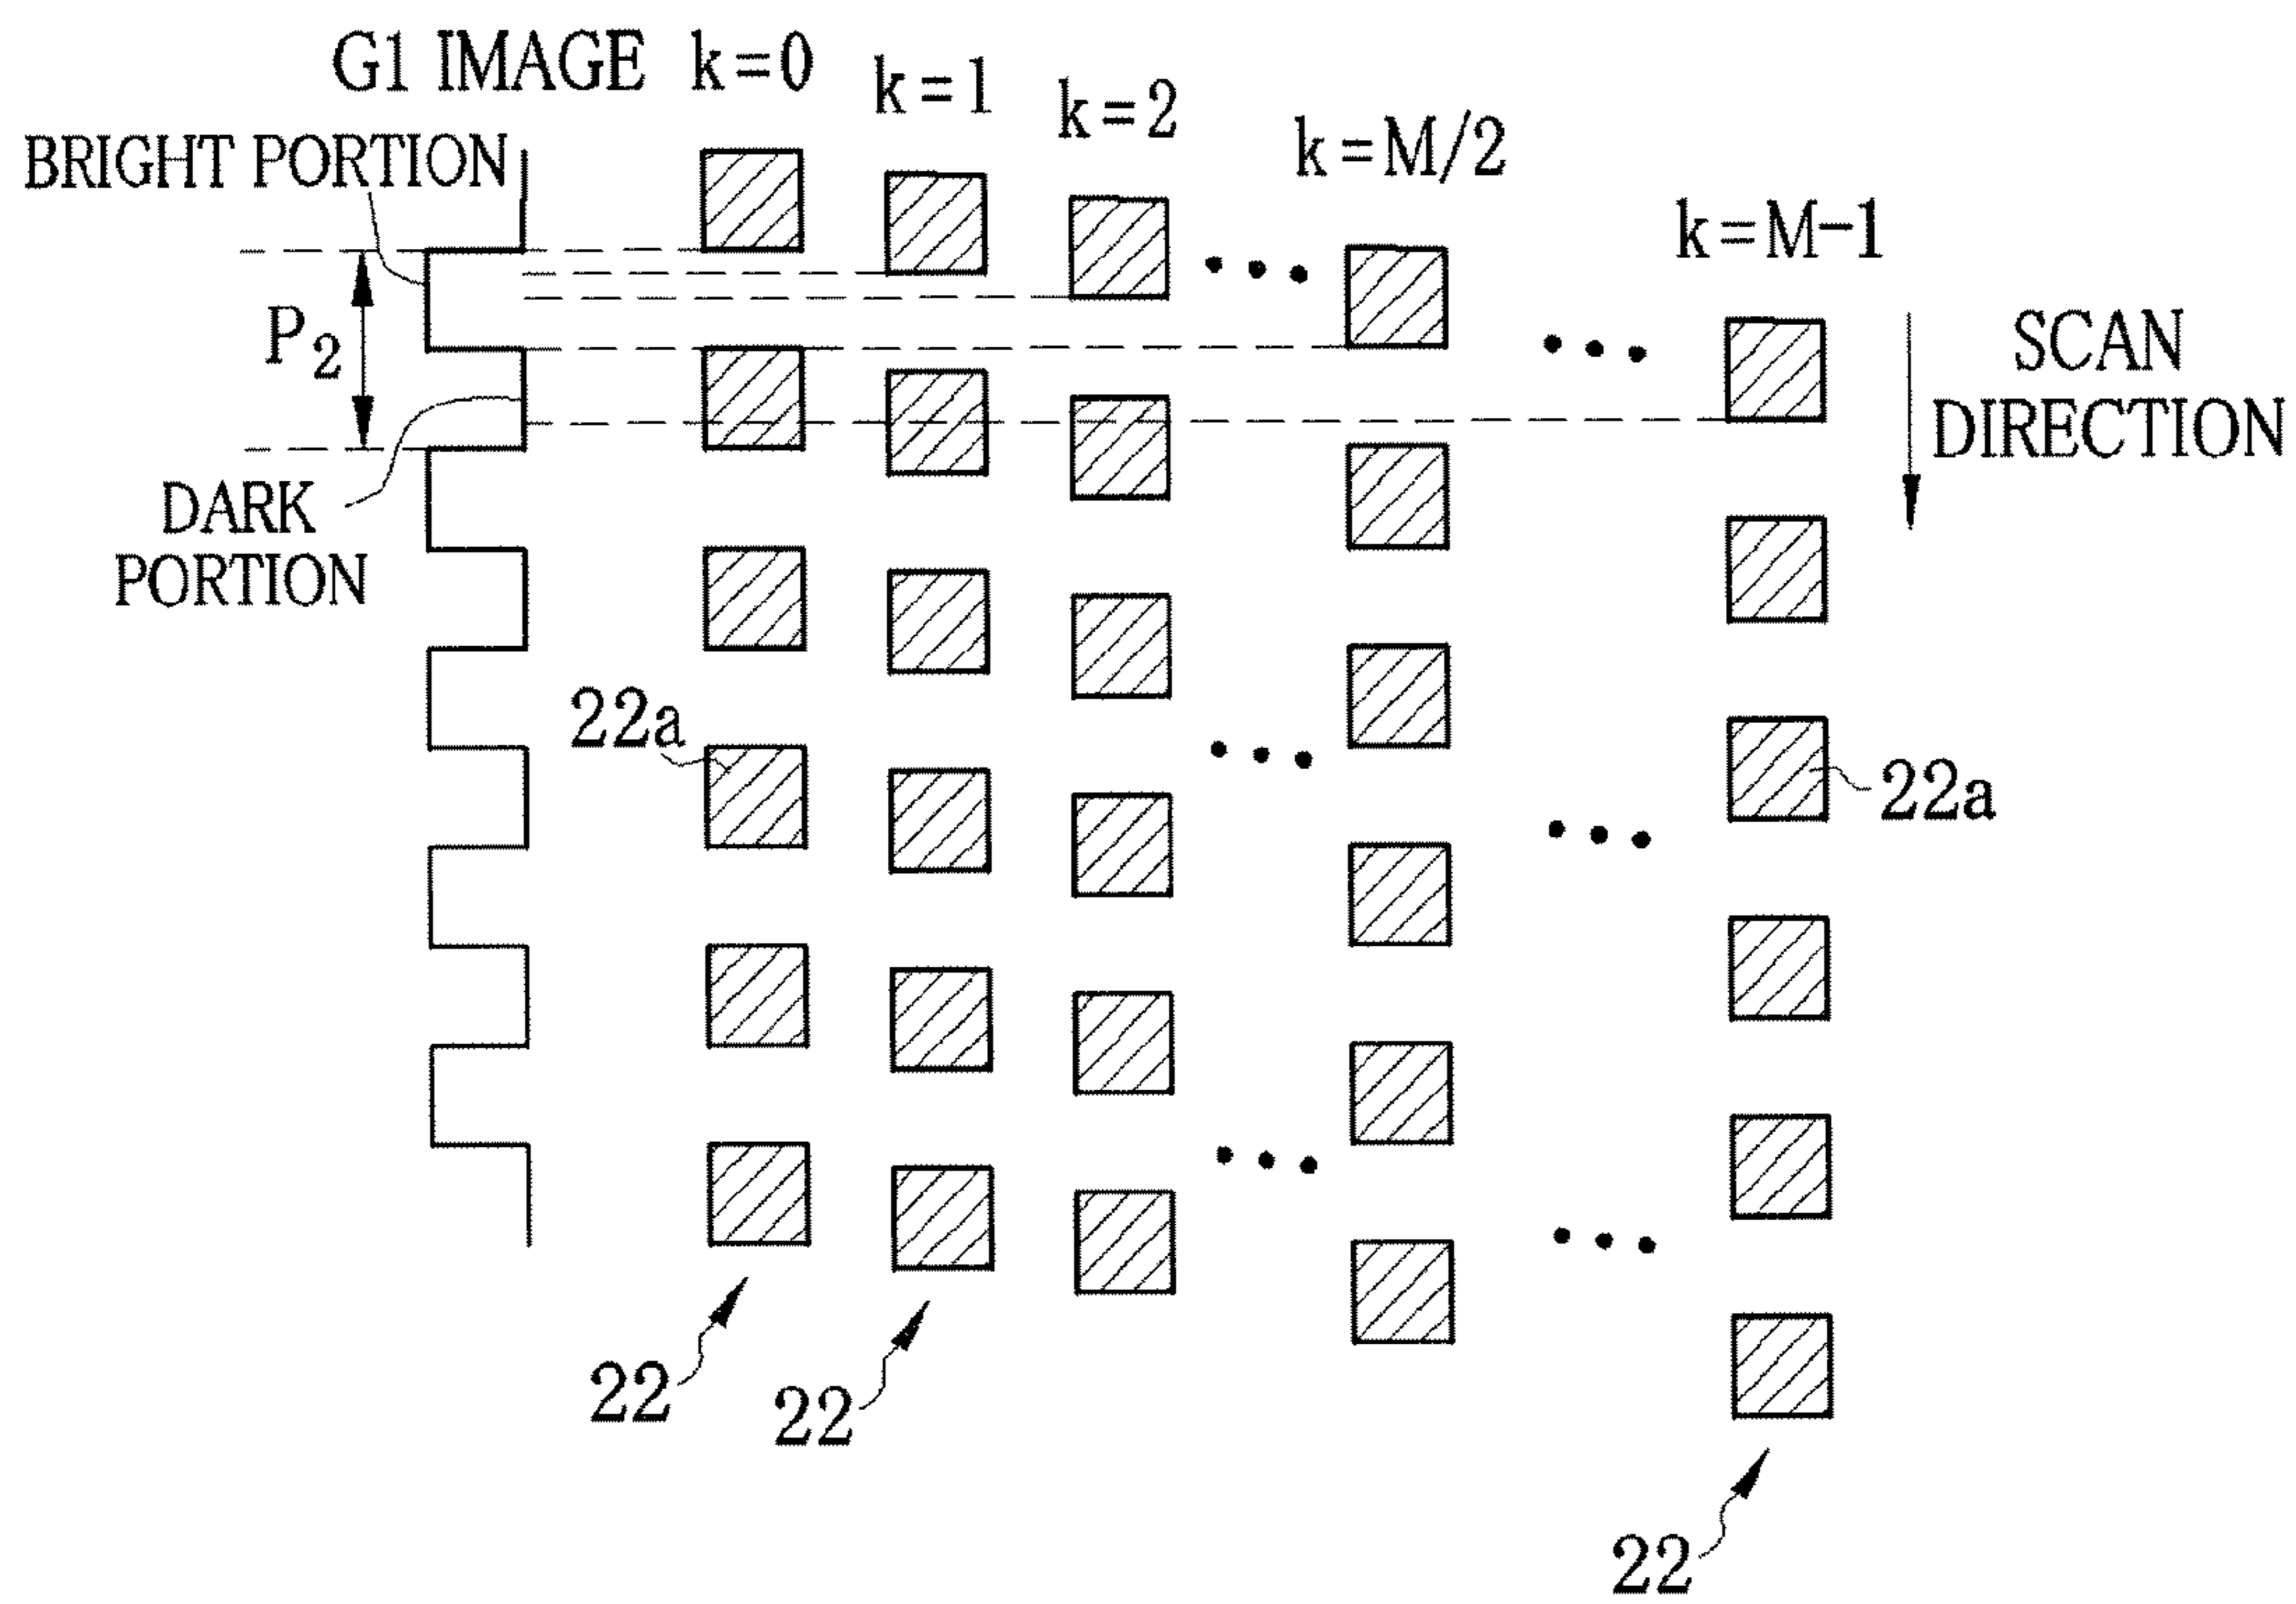 G1 IMAGE
k=0
k=1
k=2
k=M/2
k=M-1
BRIGHT PORTION
P2
DARK
PORTION
SCAN
DIRECTION
22a
22a
22
22
22